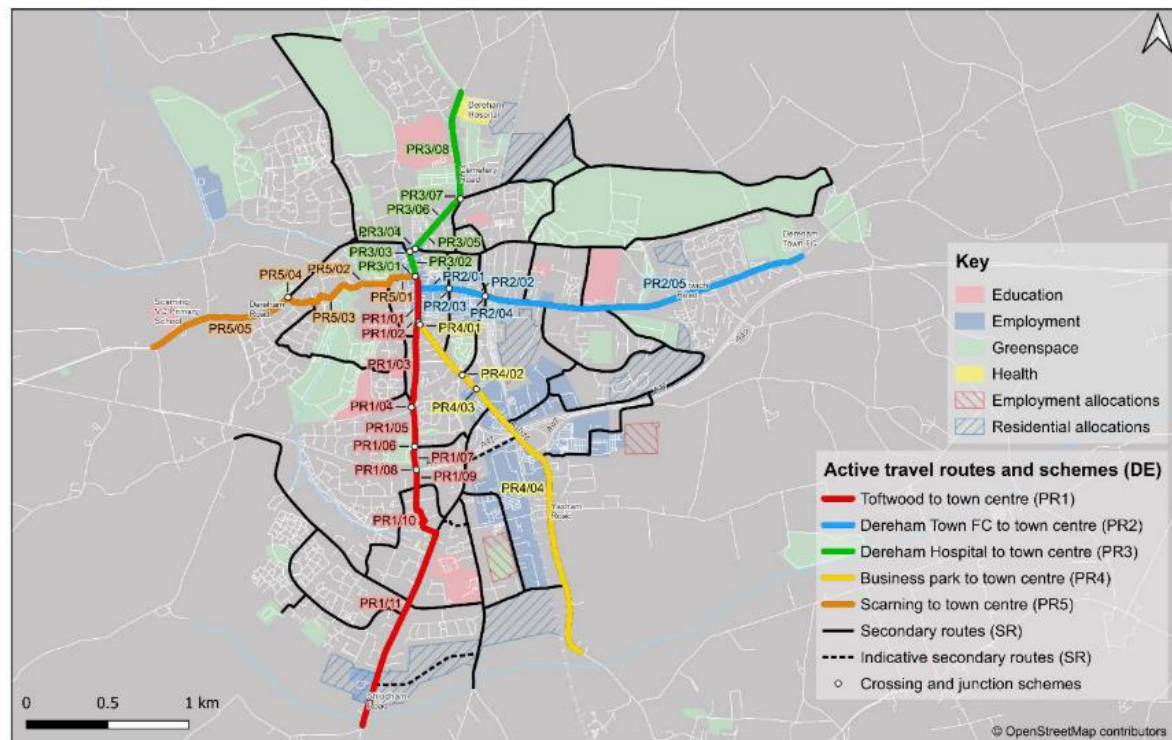 Dereham
Hospital
PR3/08
Cemetery
Road
PR3/07
PR3/06
PR3/04
PR3/05
PR3/03
PR3/02
Dereham
Town FC
PR5/02
PR3/01
PR2/01
PR2/02
PR5/04
PR2/05
Road
Scarning
Primary
School
Dereham
Road
PR5/01
PR2/03
PR2/04
PR5/03
PR5/05
PR1/01
PR4/01
PR1/02
PR1/03
PR4/02
A47
PR4/03
PR1/04
PR1/05
A47
PR1/06
PR1/07
PR1/08
PR1/09
PR4/04
Yaxham
Road
PR1/10
PR1/11
Shipdham
Road
Key
Education
Employment
Greenspace
Health
Employment allocations
Residential allocations
Active travel routes and schemes (DE)
Toftwood to town centre (PR1)
Dereham Town FC to town centre (PR2)
Dereham Hospital to town centre (PR3)
Business park to town centre (PR4)
Scarning to town centre (PR5)
Secondary routes (SR)
Indicative secondary routes (SR)
Crossing and junction schemes
0 0.5 1 km
© OpenStreetMap contributors